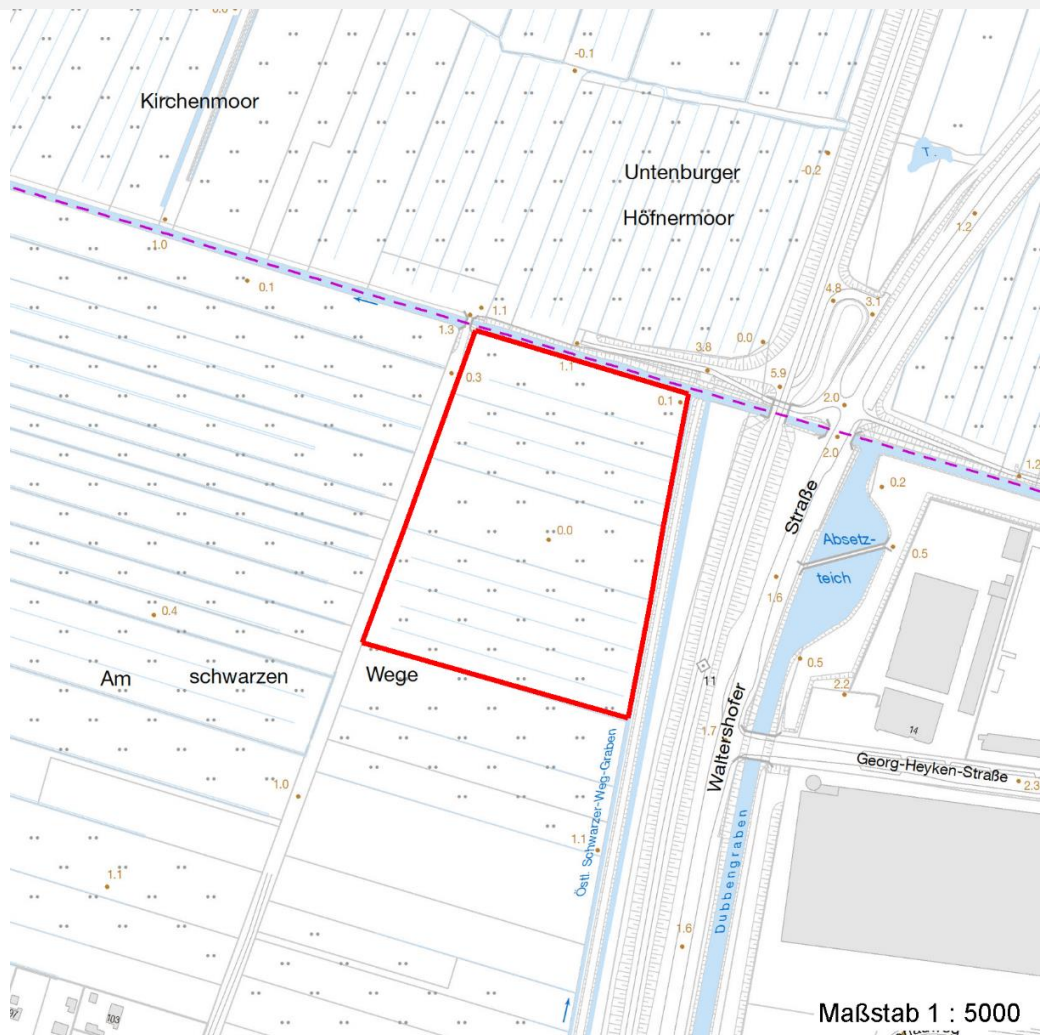 Kirchenmoor
-0.1
Untenburger
Höfnermoor
-0.2
T.
1.2
1.0
0.1
4.8
3.1
1.1
1.3
0.0
1.1
3.8
5.9
0.3
0.1
2.0
2.0
1.2
0.2
Straße
0.0
Absetz-
teich
0.5
1.6
0.4
Am schwarzen Wege
0.5
11
2.2
1.7
14
Waltershofer
Georg-Heyken-Straße
2.3
1.0
Östl. Schwarzer-Weg-Graben
1.1
Dubbengraben
1.1
1.6
103
Maßstab 1 : 5000